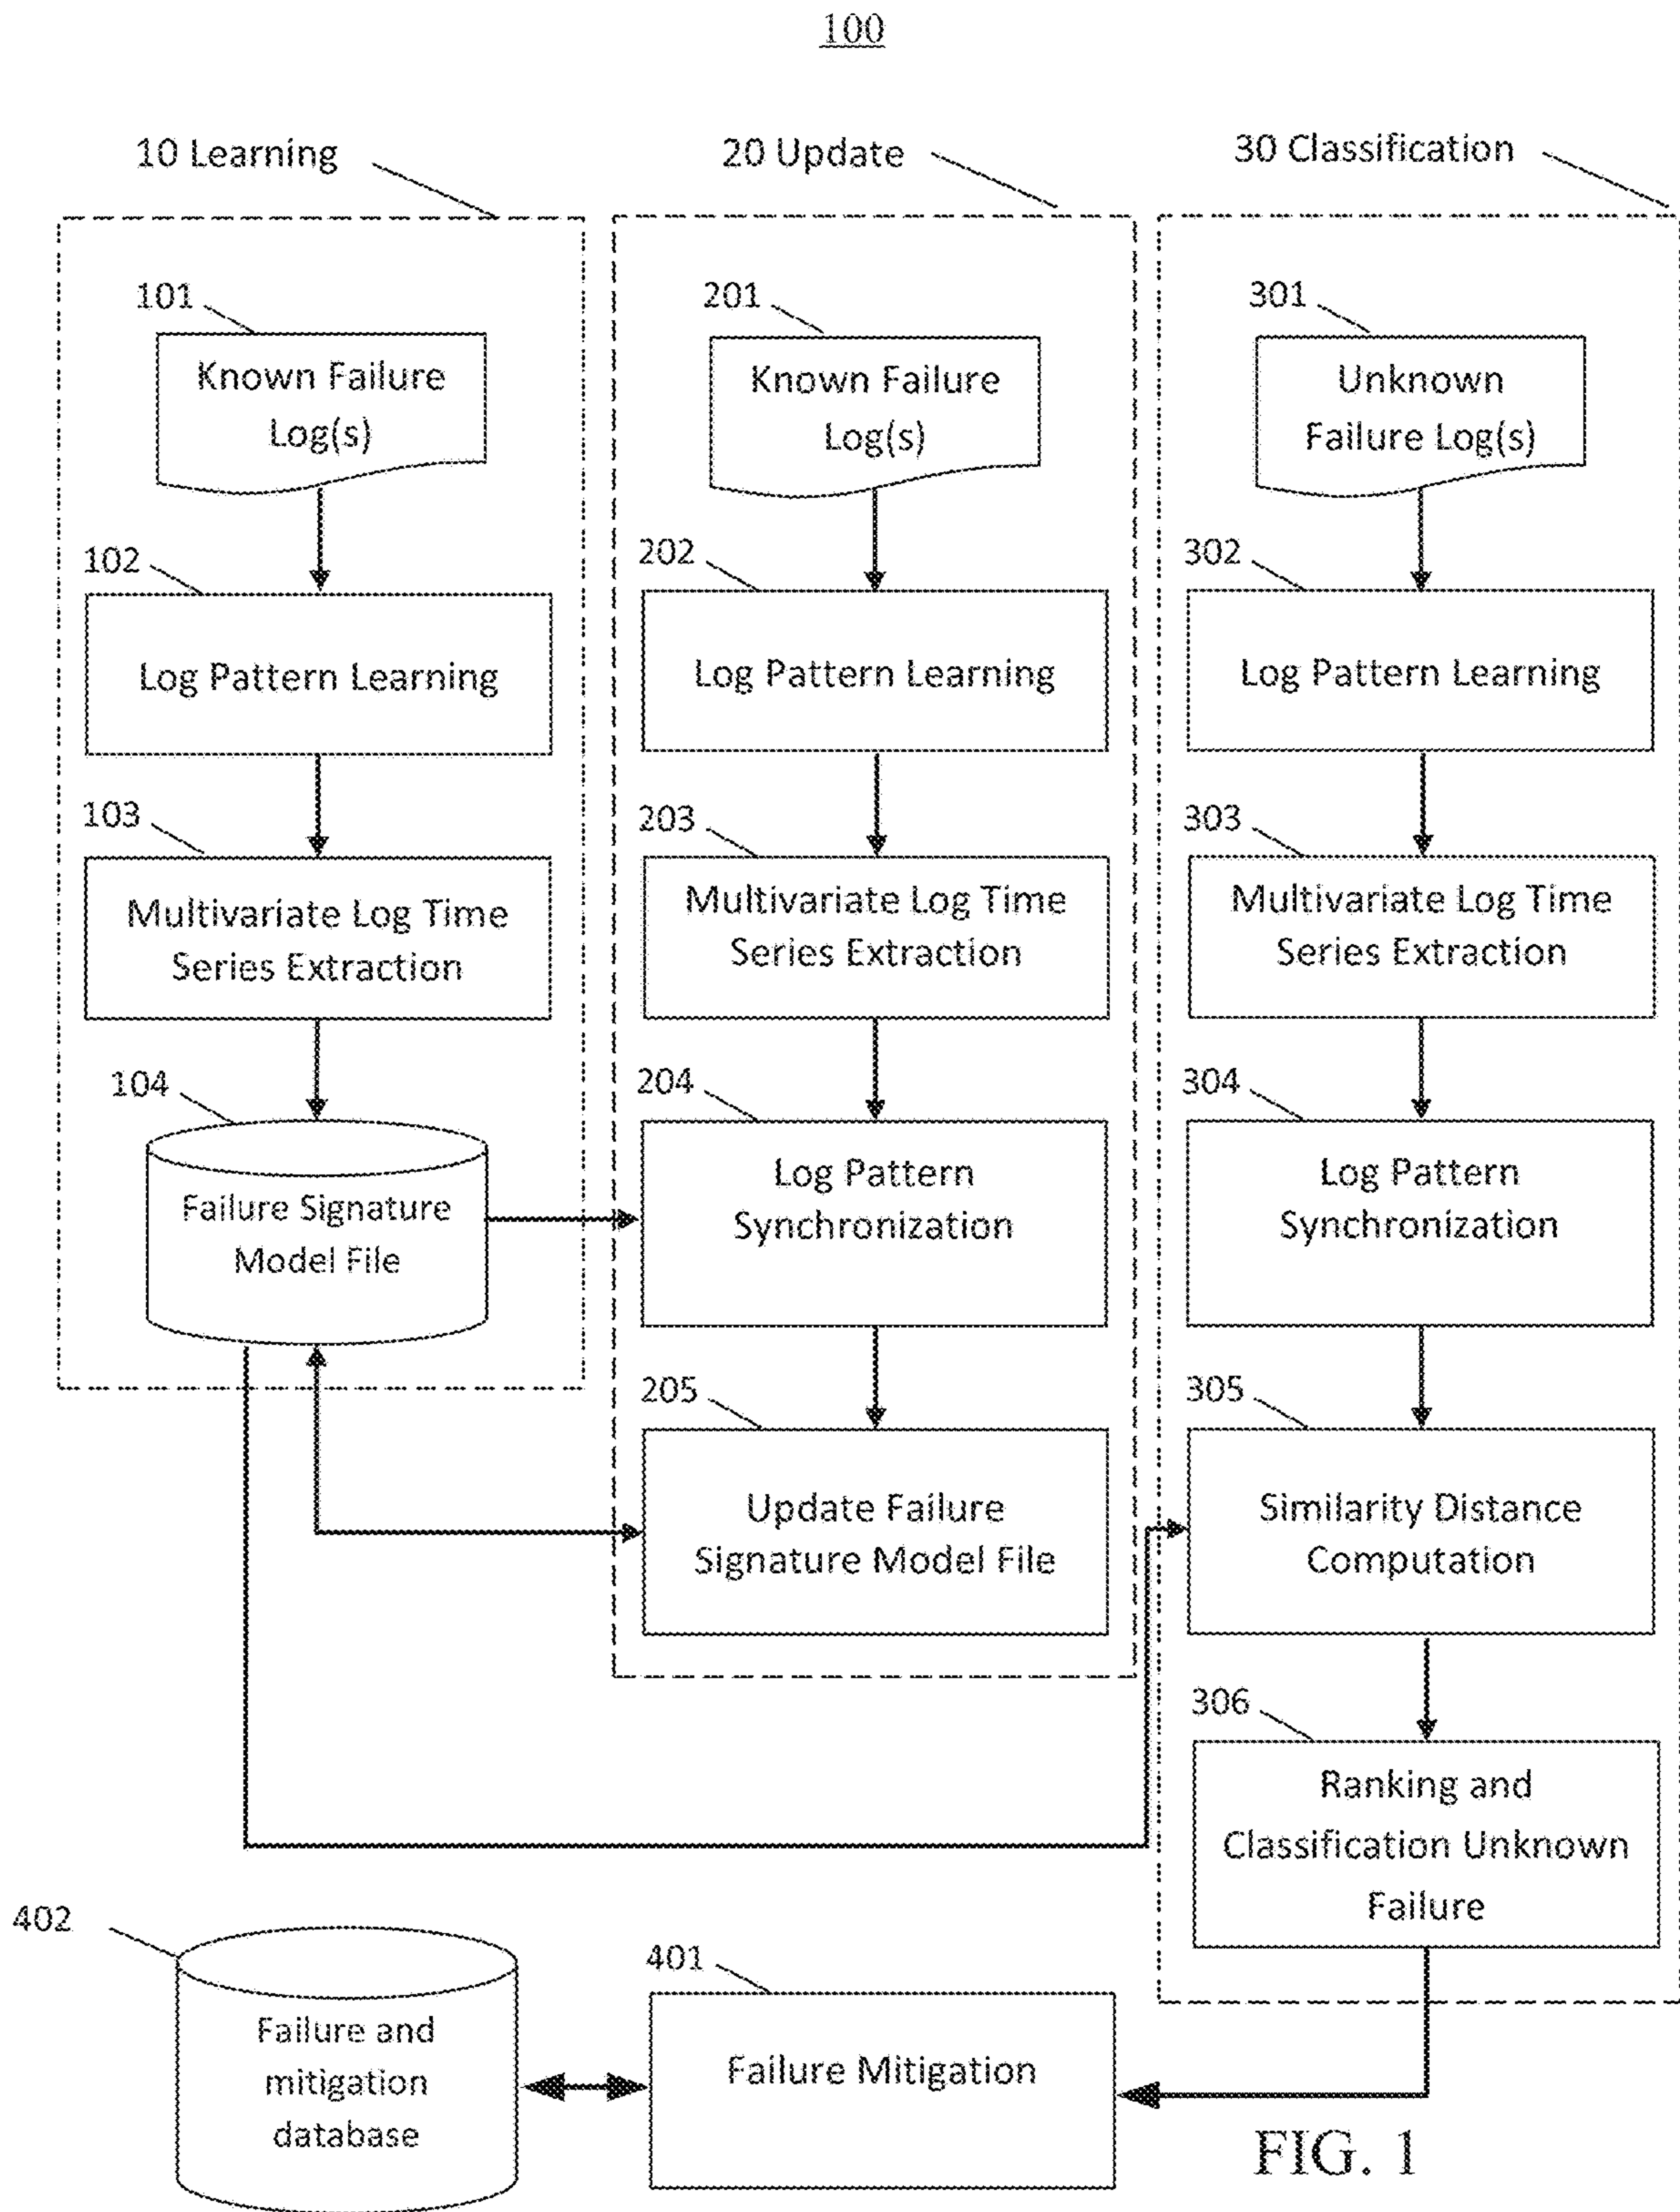 100
10 Learning
20 Update
30 Classification
101
Known Failure
Log(s)
102
Log Pattern Learning
103
Multivariate Log Time
Series Extraction
104
Failure Signature
Model File
201
Known Failure
Log(s)
202
Log Pattern Learning
203
Multivariate Log Time
Series Extraction
204
Log Pattern
Synchronization
205
Update Failure
Signature Model File
301
Unknown
Failure Log(s)
302
Log Pattern Learning
303
Multivariate Log Time
Series Extraction
304
Log Pattern
Synchronization
305
Similarity Distance
Computation
306
Ranking and
Classification Unknown
Failure
402
Failure and
mitigation
database
401
Failure Mitigation
FIG. 1